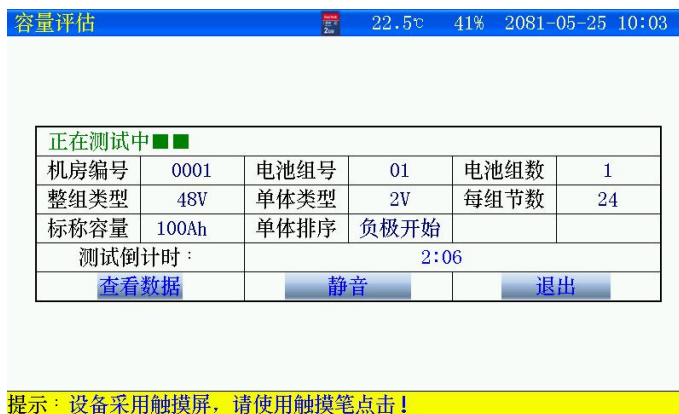 容量评估 22.5℃ 41% 2081-05-25 10:03
正在测试中
机房编号 0001 电池组号 01 电池组数 1
整组类型 48V 单体类型 2V 每组节数 24
标称容量 100Ah 单体排序 负极开始
测试倒计时： 2:06
查看数据 静音 退出
提示：设备采用触摸屏，请使用触摸笔点击！